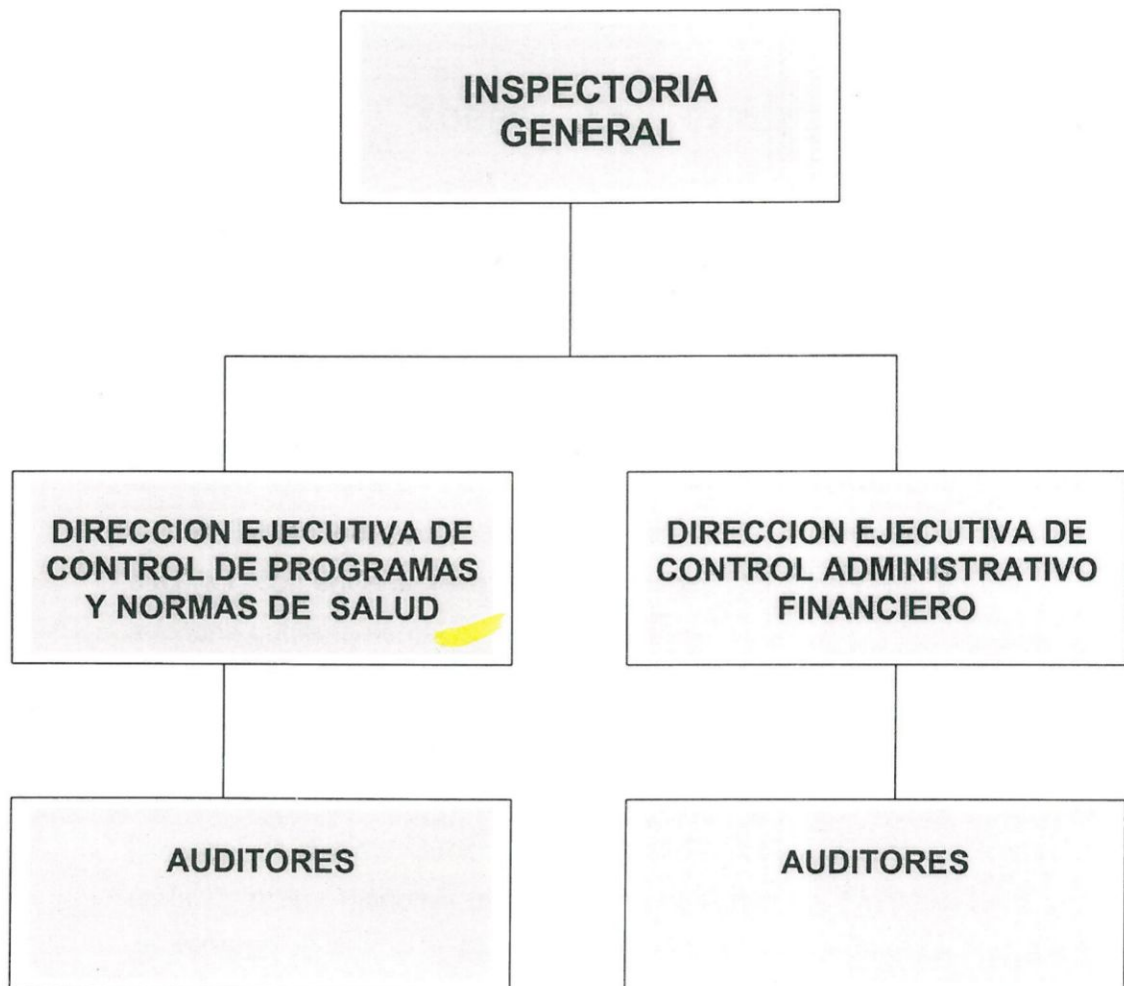 INSPECTORIA
GENERAL
DIRECCION EJECUTIVA DE
CONTROL DE PROGRAMAS
Y NORMAS DE SALUD
DIRECCION EJECUTIVA DE
CONTROL ADMINISTRATIVO
FINANCIERO
AUDITORES
AUDITORES